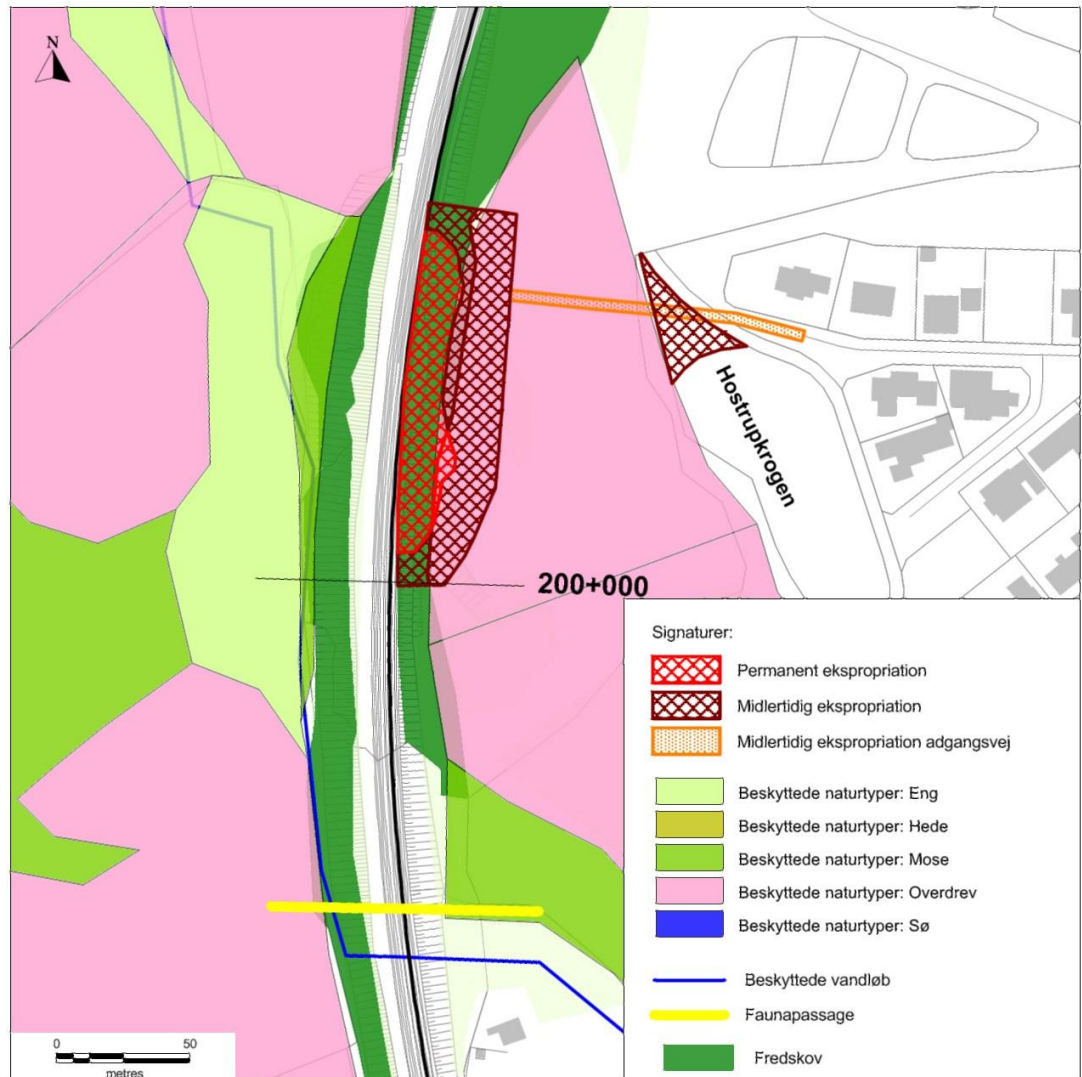 N
Hostrupkrogen
200+000
Signaturer:
Permanent ekspropriation
Midlertidig ekspropriation
Midlertidig ekspropriation adgangsvej
Beskyttede naturtyper: Eng
Beskyttede naturtyper: Hede
Beskyttede naturtyper: Mose
Beskyttede naturtyper: Overdrev
Beskyttede naturtyper: Sø
Beskyttede vandløb
Faunapassage
Fredskov
0 50
metres